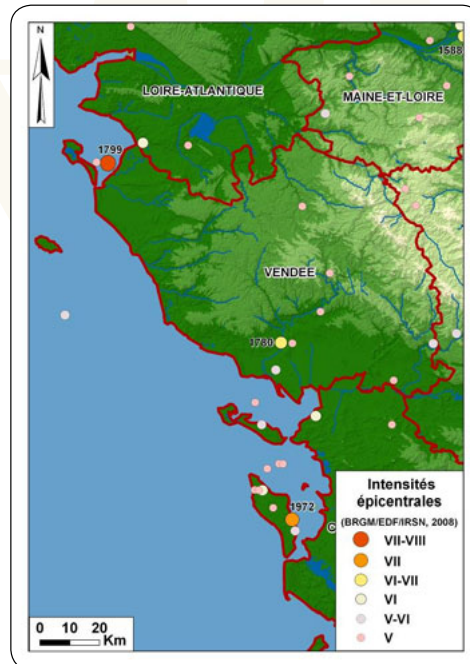 N
1588
LOIRE-ATLANTIQUE
MAINE-ET-LOIRE
1799
VENDEE
1780
1972
C
Intensités
épicentrales
(BRGM/EDF/IRSN, 2008)
VII-VIII
VII
VI-VII
VI
V-VI
V
0 10 20
Km